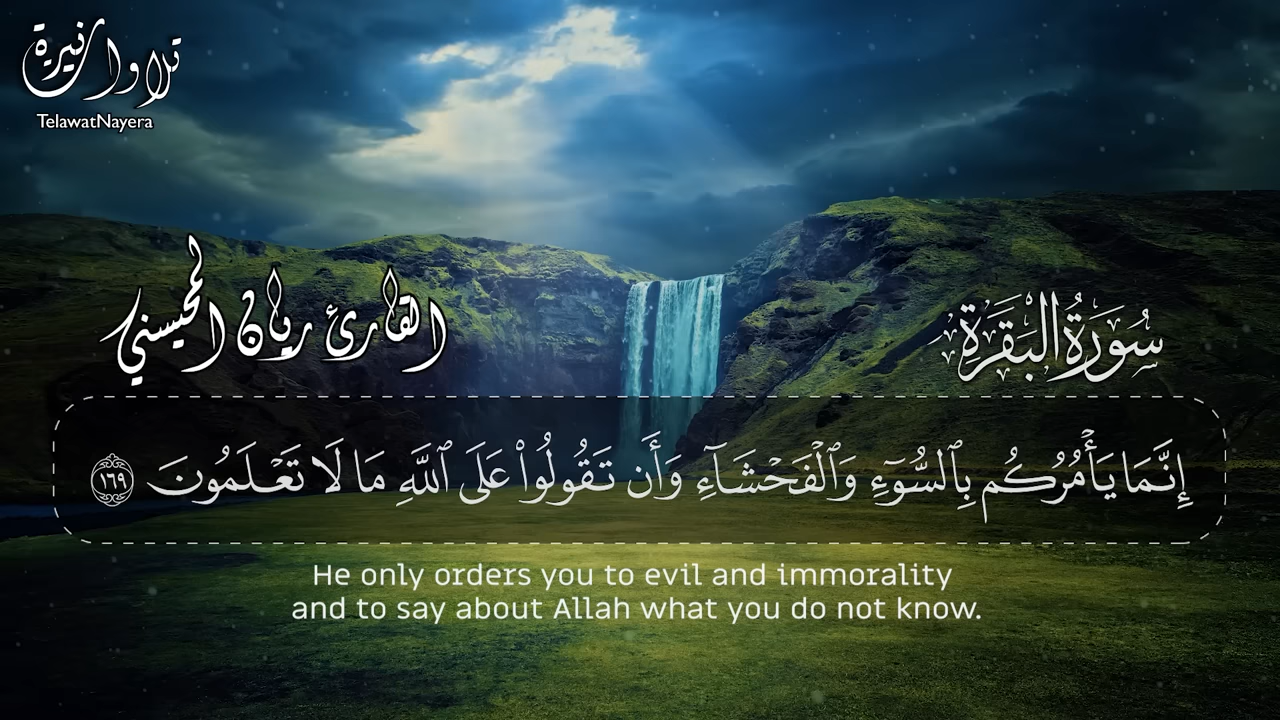 تلاوات نيرة
TelawatNayera
سُورَةُ البَقَرَةِ
القارئ ريان المحيسني
إِنَّمَا يَأْمُرُكُم بِٱلسُّوٓءِ وَٱلْفَحْشَآءِ وَأَن تَقُولُوا۟ عَلَى ٱللَّهِ مَا لَا تَعْلَمُونَ ١٦٩
He only orders you to evil and immorality
and to say about Allah what you do not know.